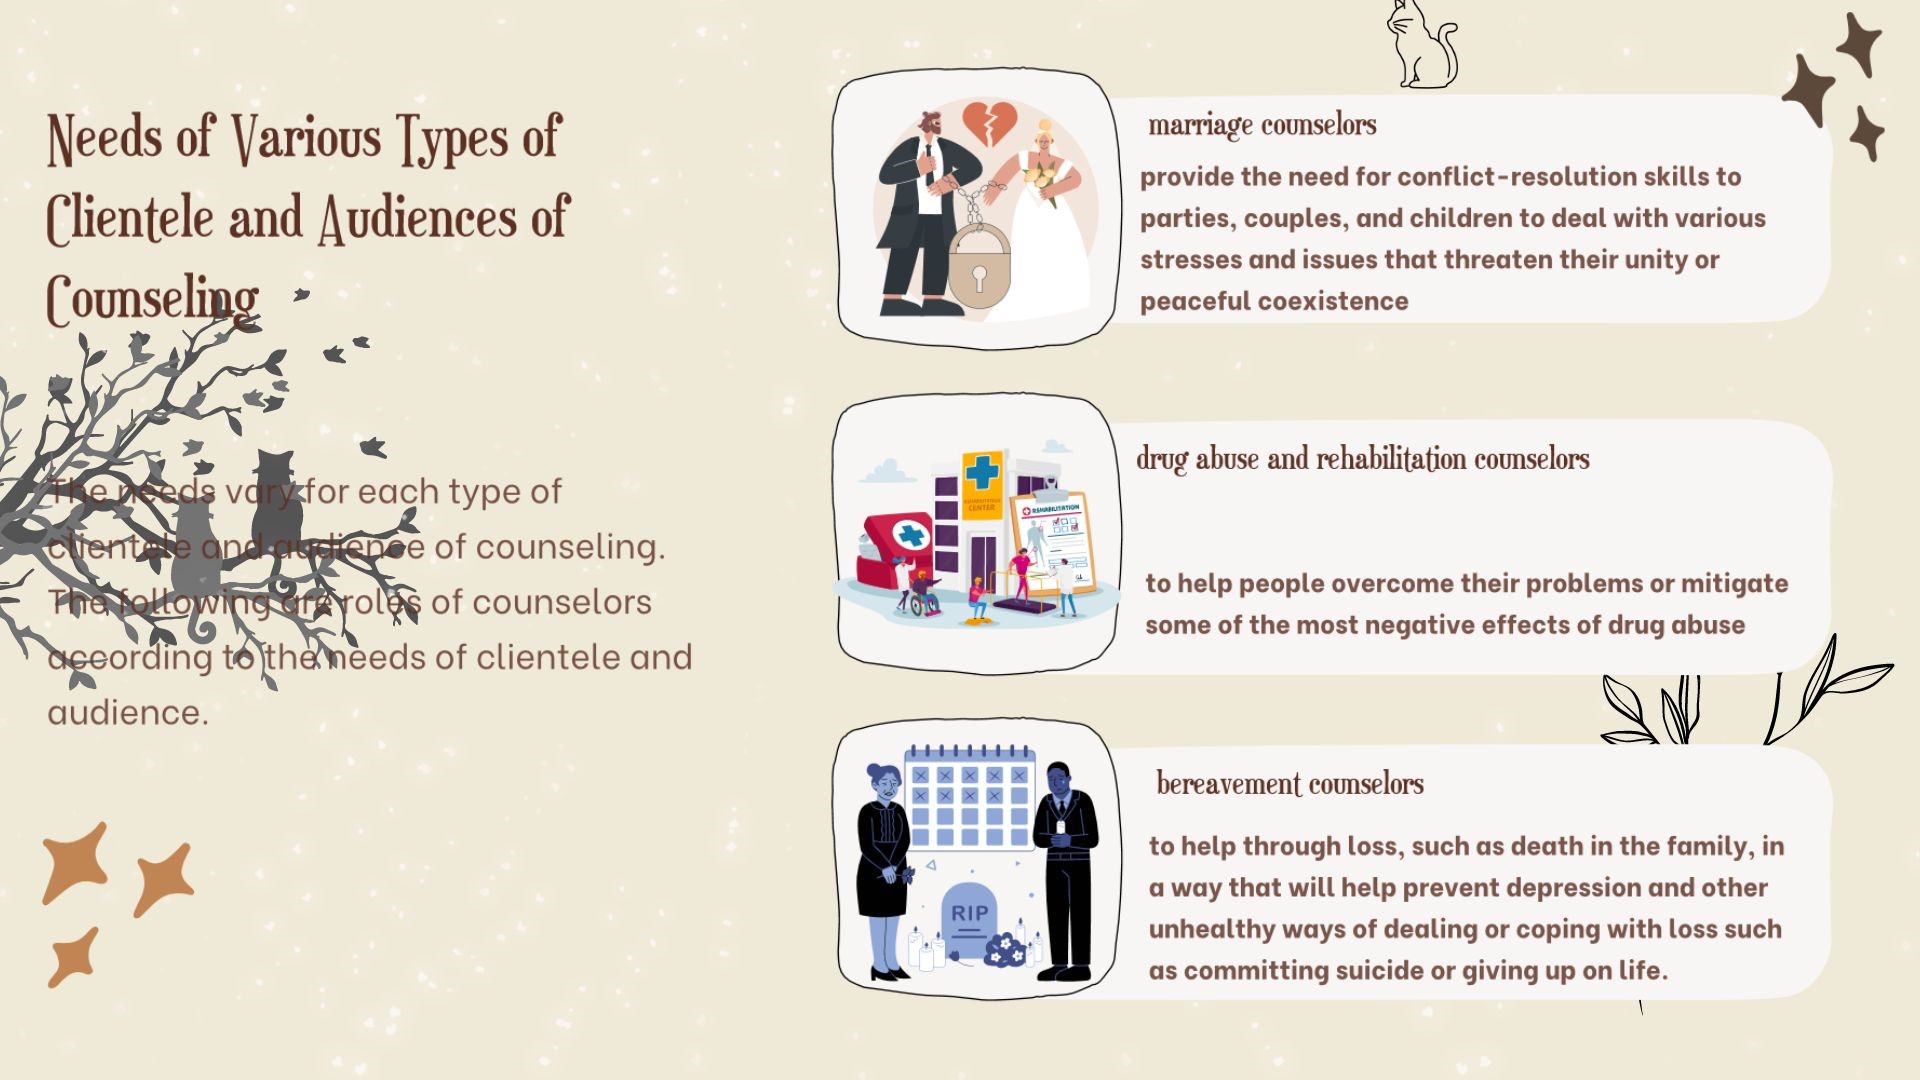 Needs of Various Types of
Clientele and Audiences of
Counseling
The needs vary for each type of
clientele and audience of counseling.
The following are roles of counselors
according to the needs of clientele and
audience.
marriage counselors
provide the need for conflict-resolution skills to
parties, couples, and children to deal with various
stresses and issues that threaten their unity or
peaceful coexistence
REHABILITATION
CENTER
REHABILITATION
drug abuse and rehabilitation counselors
to help people overcome their problems or mitigate
some of the most negative effects of drug abuse
RIP
bereavement counselors
to help through loss, such as death in the family, in
a way that will help prevent depression and other
unhealthy ways of dealing or coping with loss such
as committing suicide or giving up on life.